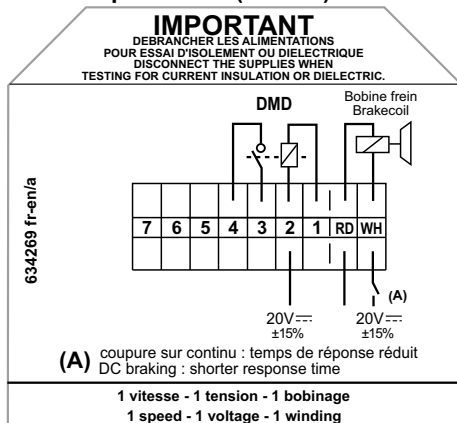 IMPORTANT
DEBRANCHER LES ALIMENTATIONS
POUR ESSAI D'ISOLEMENT OU DIELECTRIQUE
DISCONNECT THE SUPPLIES WHEN
TESTING FOR CURRENT INSULATION OR DIELECTRIC.
DMD
Bobine frein
Brakecoil
634269 fr-en/a
7 6 5 4 3 2 1 RD WH
(A)
20V
±15%
20V
±15%
(A) coupure sur continu : temps de réponse réduit
DC braking : shorter response time
1 vitesse - 1 tension - 1 bobinage
1 speed - 1 voltage - 1 winding